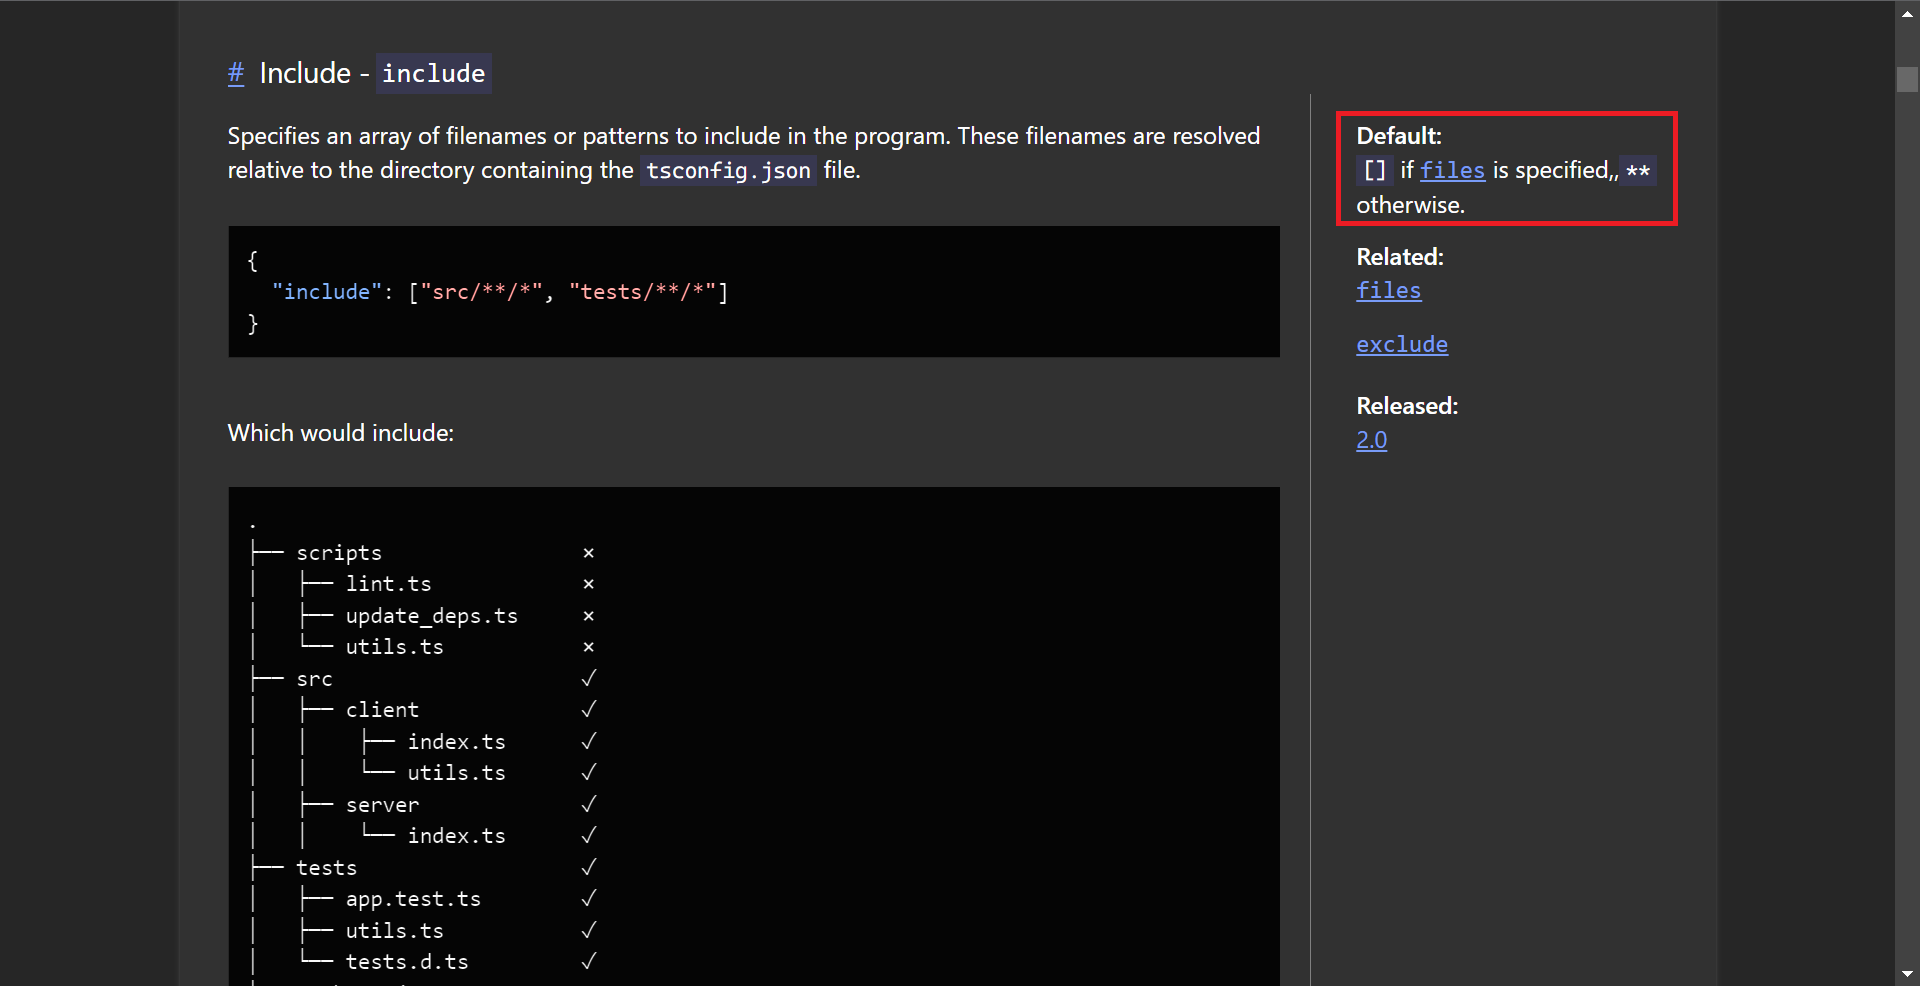 # Include - include
Specifies an array of filenames or patterns to include in the program. These filenames are resolved
relative to the directory containing the tsconfig.json file.
{
  "include": ["src/**/*", "tests/**/*"]
}
Which would include:
.
├── scripts                ⨯
│   ├── lint.ts            ⨯
│   ├── update_deps.ts     ⨯
│   └── utils.ts           ⨯
├── src                    ✓
│   ├── client             ✓
│   │    ├── index.ts      ✓
│   │    └── utils.ts      ✓
│   ├── server             ✓
│   │    └── index.ts      ✓
├── tests                  ✓
│   ├── app.test.ts        ✓
│   ├── utils.ts           ✓
│   └── tests.d.ts         ✓
Default:
[] if files is specified,, **
otherwise.
Related:
files
exclude
Released:
2.0